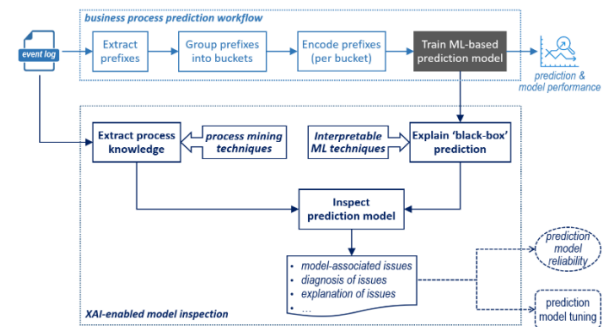 business process prediction workflow
event log
Extract
prefixes
Group prefixes
into buckets
Encode prefixes
(per bucket)
Train ML-based
prediction model
prediction &
model performance
Extract process
knowledge
process mining
techniques
Interpretable
ML techniques
Explain ‘black-box’
prediction
Inspect
prediction model
• model-associated issues
• diagnosis of issues
• explanation of issues
• ...
prediction
model
reliability
prediction
model tuning
XAI-enabled model inspection